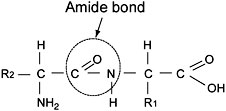 Amide bond
H O H O
R₂ – C – C – N – C – C
OH
NH₂ H R₁